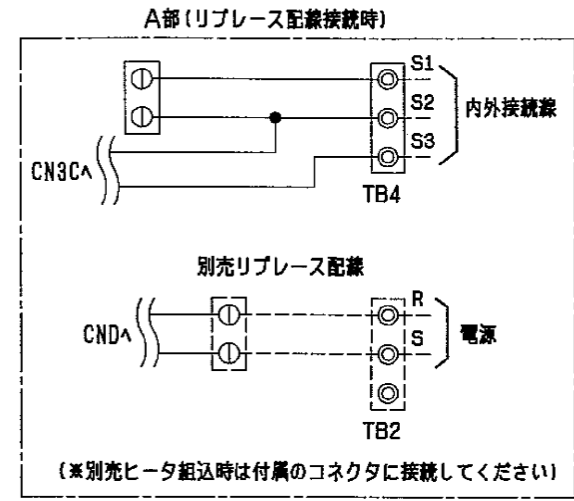 A部(リプレース配線接続時)
S1
S2
内外接続線
S3
CN3Cへ
TB4
別売リプレース配線
R
CNDへ
S
電源
TB2
(※別売ヒータ組込時は付属のコネクタに接続してください)